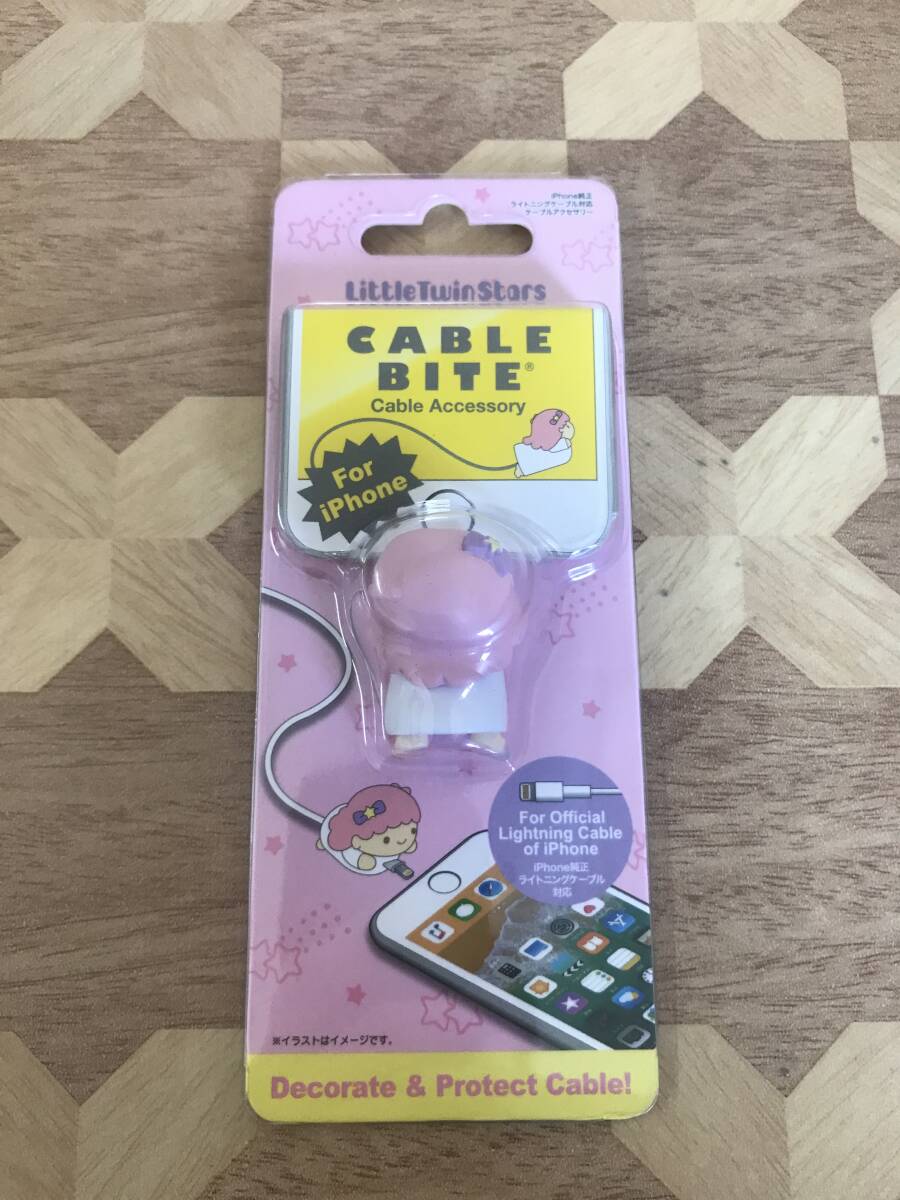 iPhone純正
ライトニングケーブル対応
ケーブルアクセサリー
LittleTwinStars
CABLE
BITE®
Cable Accessory
For
iPhone
For Official
Lightning Cable
of iPhone
iPhone純正
ライトニングケーブル
対応
※イラストはイメージです。
Decorate & Protect Cable!